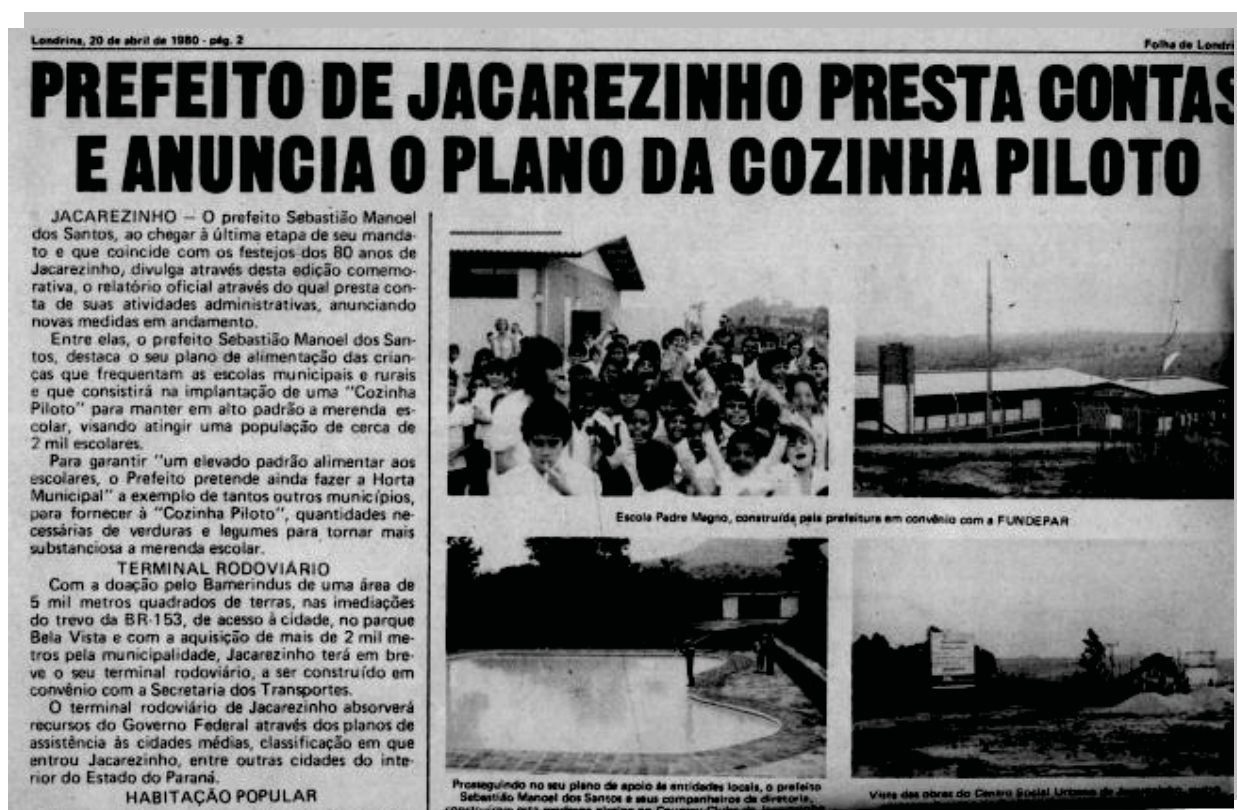 Londrina, 20 de abril de 1980 - pág. 2
Folha de Londri
PREFEITO DE JACAREZINHO PRESTA CONTAS
E ANUNCIA O PLANO DA COZINHA PILOTO
JACAREZINHO — O prefeito Sebastião Manoel
dos Santos, ao chegar à última etapa de seu manda-
to e que coincide com os festejos dos 80 anos de
Jacarezinho, divulga através desta edição comemo-
rativa, o relatório oficial através do qual presta con-
ta de suas atividades administrativas, anunciando
novas medidas em andamento.
Entre elas, o prefeito Sebastião Manoel dos San-
tos, destaca o seu plano de alimentação das crian-
ças que frequentam as escolas municipais e rurais
e que consistirá na implantação de uma "Cozinha
Piloto" para manter em alto padrão a merenda es-
colar, visando atingir uma população de cerca de
2 mil escolares.
Para garantir "um elevado padrão alimentar aos
escolares, o Prefeito pretende ainda fazer a Horta
Municipal" a exemplo de tantos outros municípios,
para fornecer à "Cozinha Piloto", quantidades ne-
cessárias de verduras e legumes para tornar mais
substanciosa a merenda escolar.
TERMINAL RODOVIÁRIO
Com a doação pelo Bamerindus de uma área de
5 mil metros quadrados de terras, nas imediações
do trevo da BR-153, de acesso à cidade, no parque
Bela Vista e com a aquisição de mais de 2 mil me-
tros pela municipalidade, Jacarezinho terá em bre-
ve o seu terminal rodoviário, a ser construído em
convênio com a Secretaria dos Transportes.
O terminal rodoviário de Jacarezinho absorverá
recursos do Governo Federal através dos planos de
assistência às cidades médias, classificação em que
entrou Jacarezinho, entre outras cidades do inte-
rior do Estado do Paraná.
HABITAÇÃO POPULAR
Escola Padre Magno, construída pela prefeitura em convênio com a FUNDEPAR
Prosseguindo no seu plano de apoio às entidades locais, o prefeito
Sebastião Manoel dos Santos e seus companheiros da diretoria,
Vista das obras do Centro Social Urbano de Jacarezinho